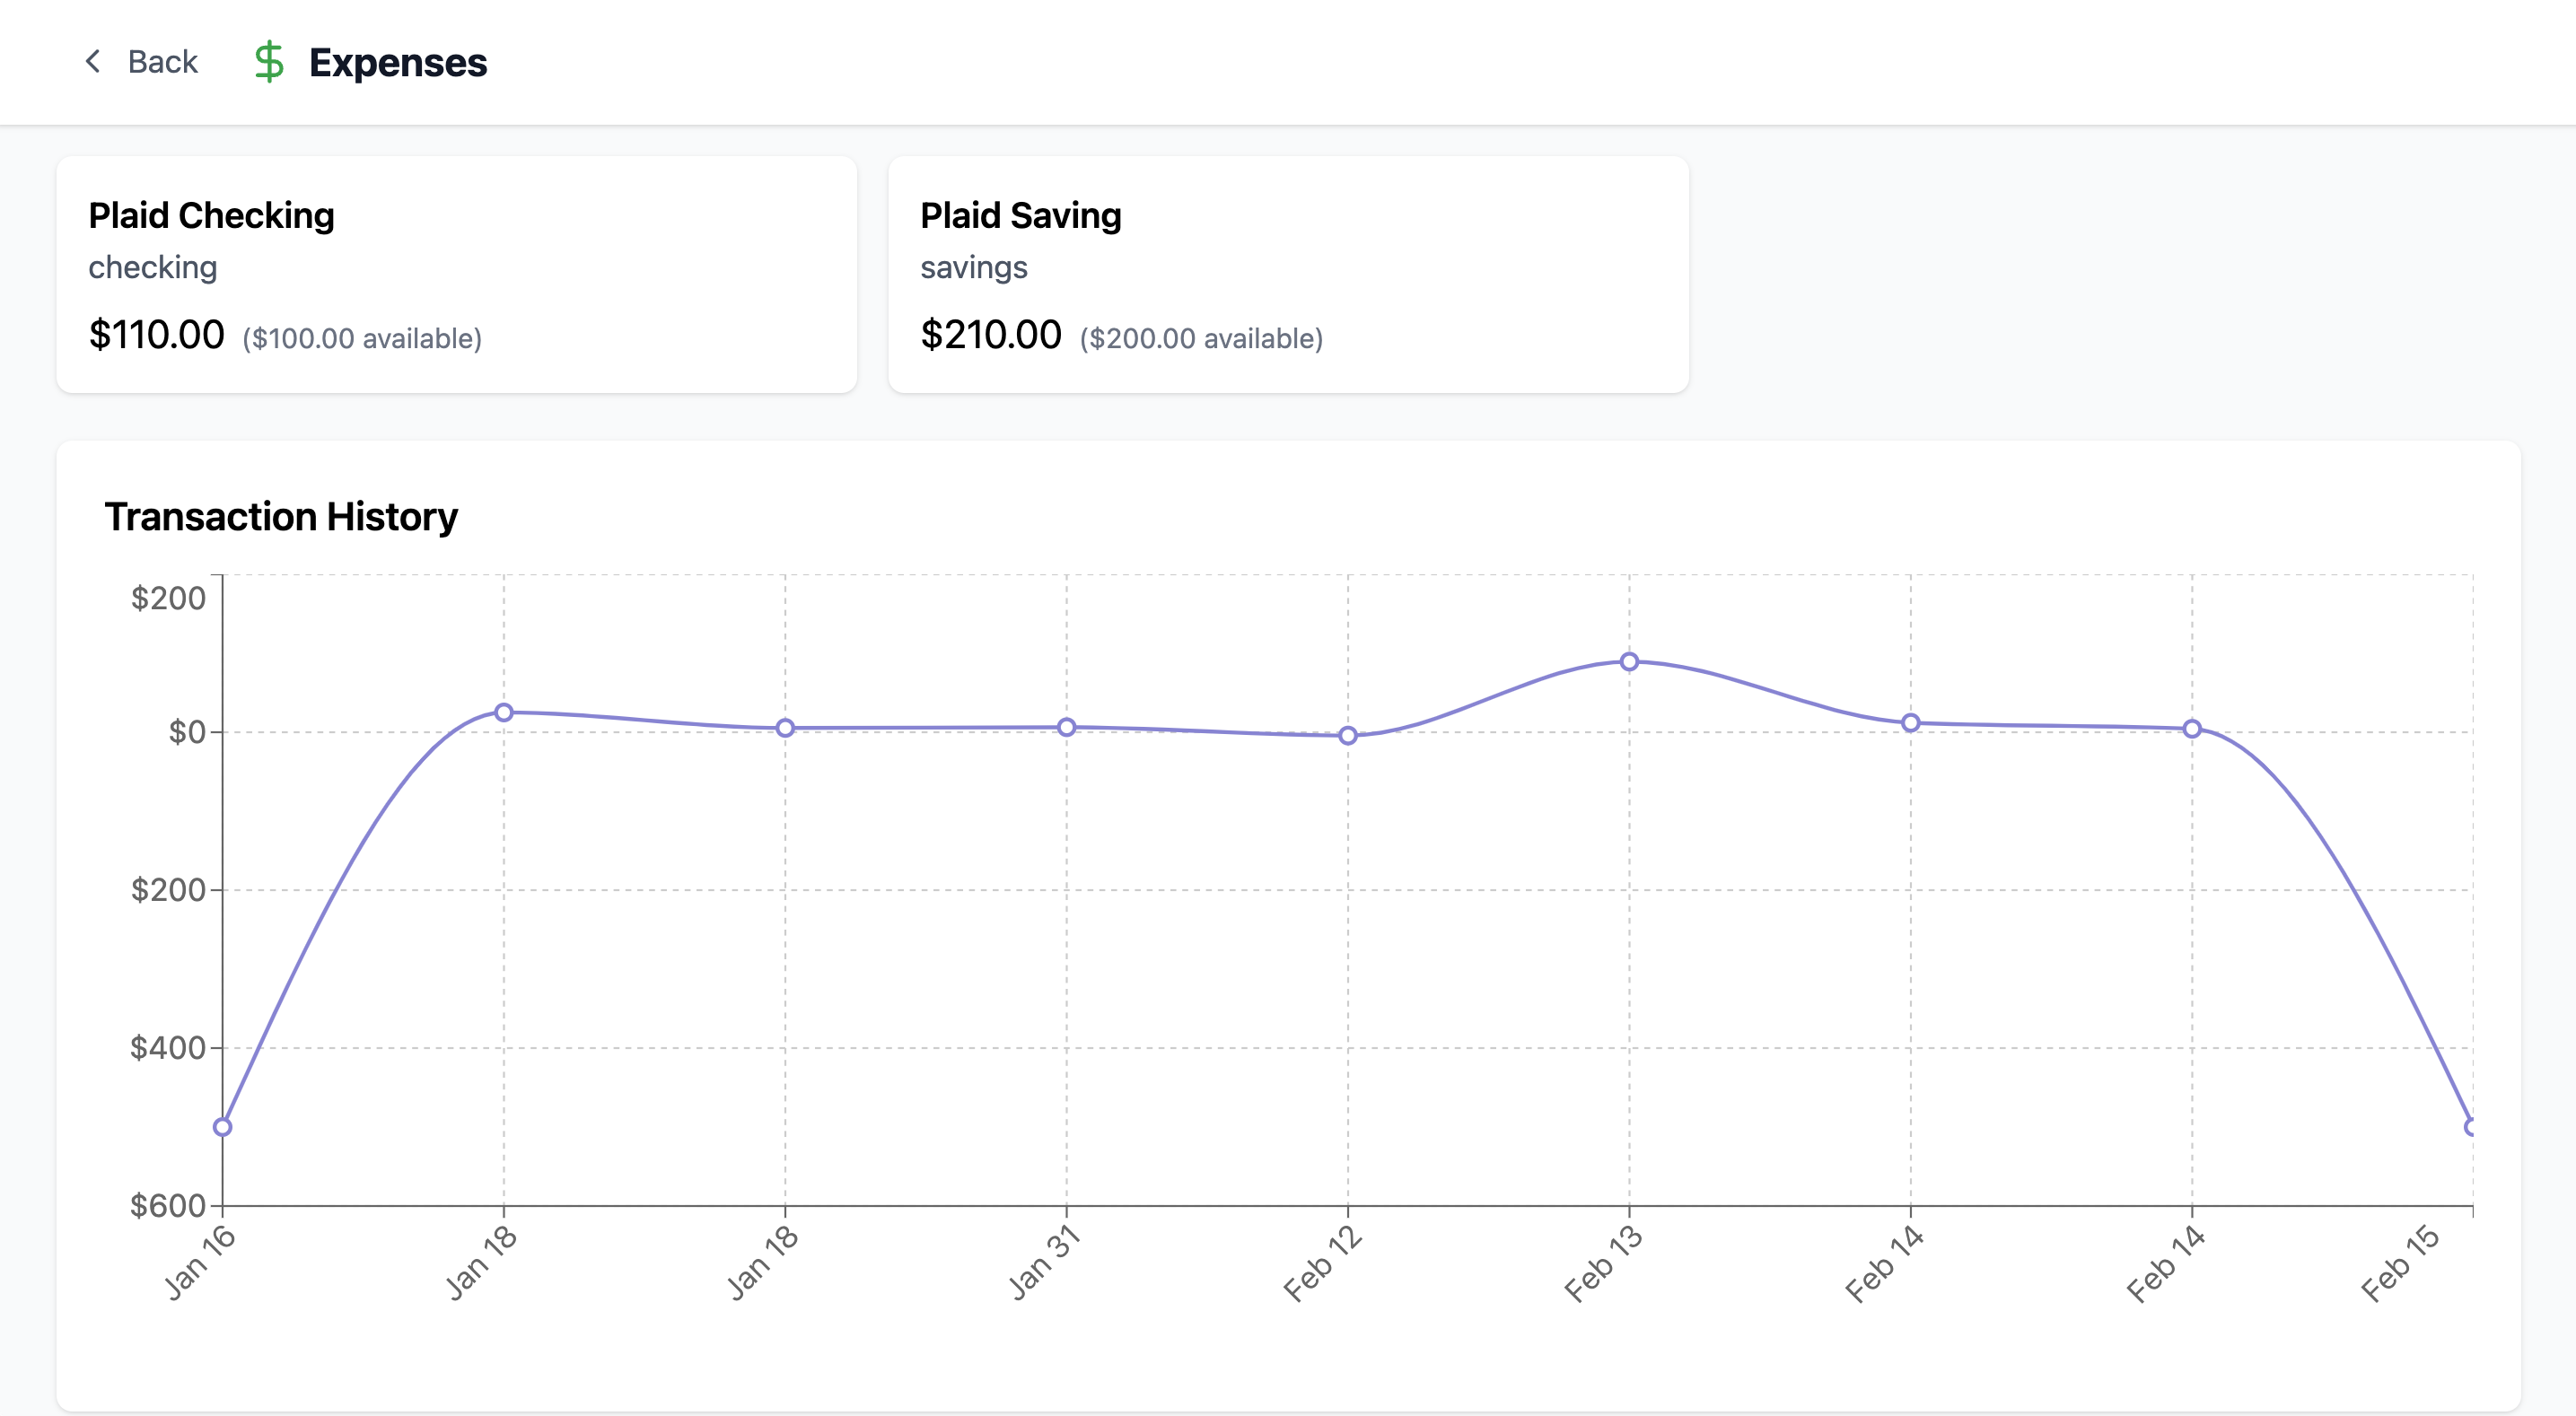 Back $ Expenses
Plaid Checking
checking
$110.00 ($100.00 available)
Plaid Saving
savings
$210.00 ($200.00 available)
Transaction History
$200
$0
$200
$400
$600
Jan 16 Jan 18 Jan 18 Jan 31 Feb 12 Feb 13 Feb 14 Feb 14 Feb 15